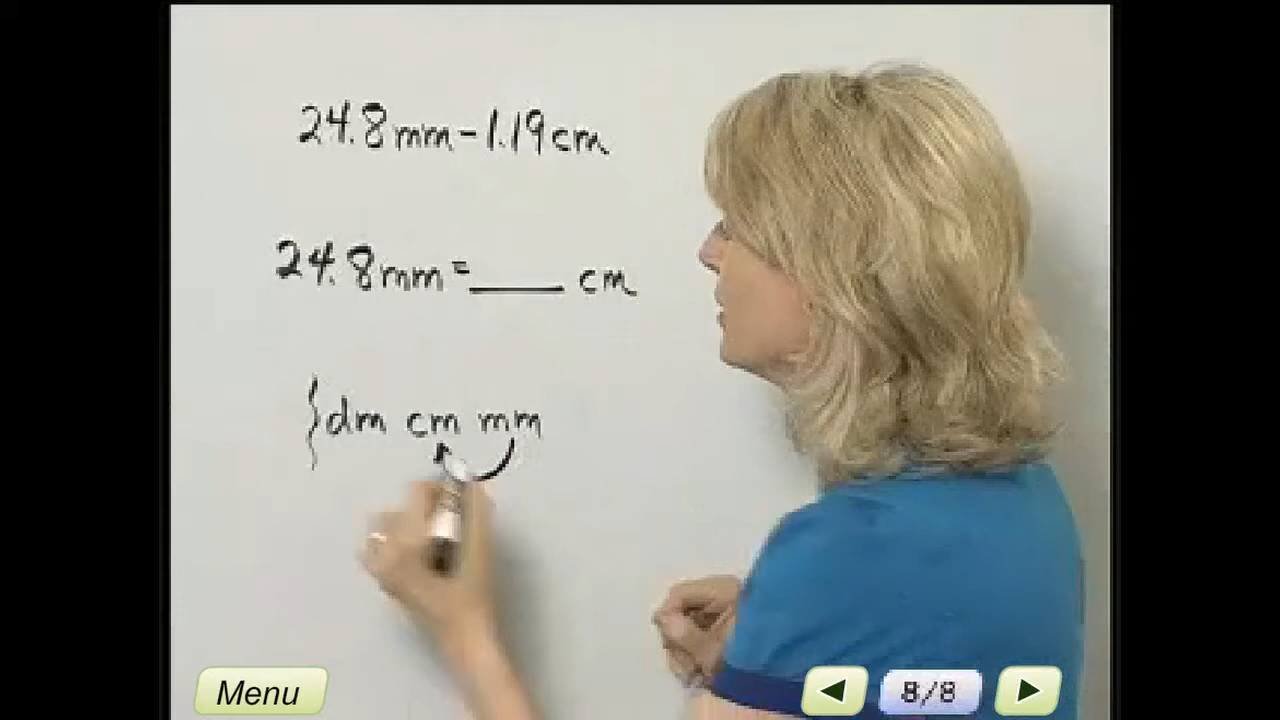 24.8mm-1.19cm
24.8mm=____ cm
}dm cm mm
Menu
8/8